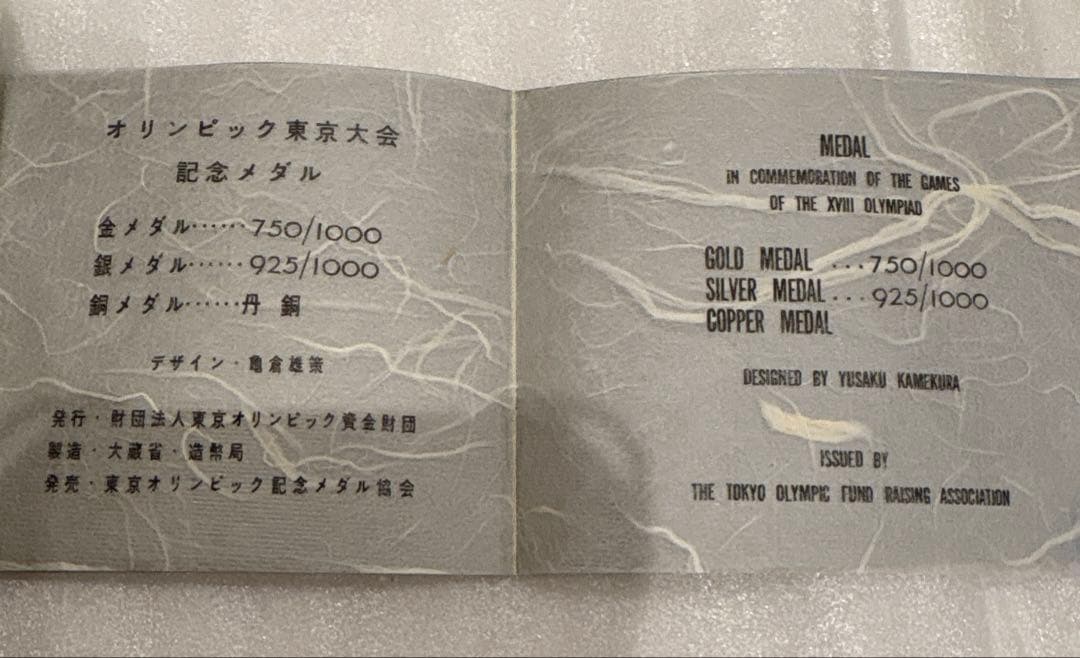 オリンピック東京大会
記念メダル
金メダル……750/1000
銀メダル……925/1000
銅メダル……丹 銅
デザイン・亀倉雄策
発行・財団法人東京オリンピック資金財団
製造・大蔵省・造幣局
発売・東京オリンピック記念メダル協会
MEDAL
IN COMMEMORATION OF THE GAMES
OF THE XVIII OLYMPIAD
GOLD MEDAL ...750/1000
SILVER MEDAL...925/1000
COPPER MEDAL
DESIGNED BY YUSAKU KAMEKURA
ISSUED BY
THE TOKYO OLYMPIC FUND RAISING ASSOCIATION